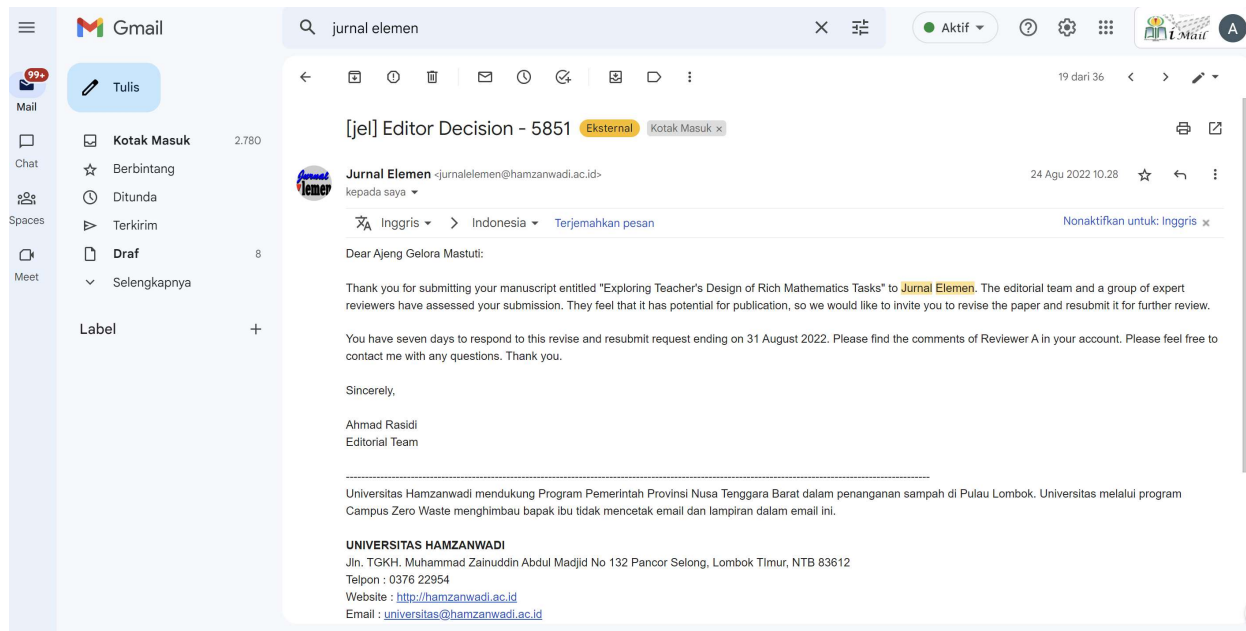 Gmail
jurnal elemen
Aktif
i Mail
A
99+
Mail
Chat
Spaces
Meet
Tulis
Kotak Masuk 2.780
Berbintang
Ditunda
Terkirim
Draf 8
Selengkapnya
Label
19 dari 36
[jel] Editor Decision - 5851 Eksternal Kotak Masuk ×
Jurnal Elemen <jurnalelemen@hamzanwadi.ac.id> 24 Agu 2022 10.28
kepada saya
Inggris > Indonesia Terjemahkan pesan Nonaktifkan untuk: Inggris ×
Dear Ajeng Gelora Mastuti:
Thank you for submitting your manuscript entitled "Exploring Teacher's Design of Rich Mathematics Tasks" to Jurnal Elemen. The editorial team and a group of expert
reviewers have assessed your submission. They feel that it has potential for publication, so we would like to invite you to revise the paper and resubmit it for further review.
You have seven days to respond to this revise and resubmit request ending on 31 August 2022. Please find the comments of Reviewer A in your account. Please feel free to
contact me with any questions. Thank you.
Sincerely,
Ahmad Rasidi
Editorial Team
Universitas Hamzanwadi mendukung Program Pemerintah Provinsi Nusa Tenggara Barat dalam penanganan sampah di Pulau Lombok. Universitas melalui program
Campus Zero Waste menghimbau bapak ibu tidak mencetak email dan lampiran dalam email ini.
UNIVERSITAS HAMZANWADI
Jln. TGKH. Muhammad Zainuddin Abdul Madjid No 132 Pancor Selong, Lombok TImur, NTB 83612
Telpon : 0376 22954
Website : http://hamzanwadi.ac.id
Email : universitas@hamzanwadi.ac.id